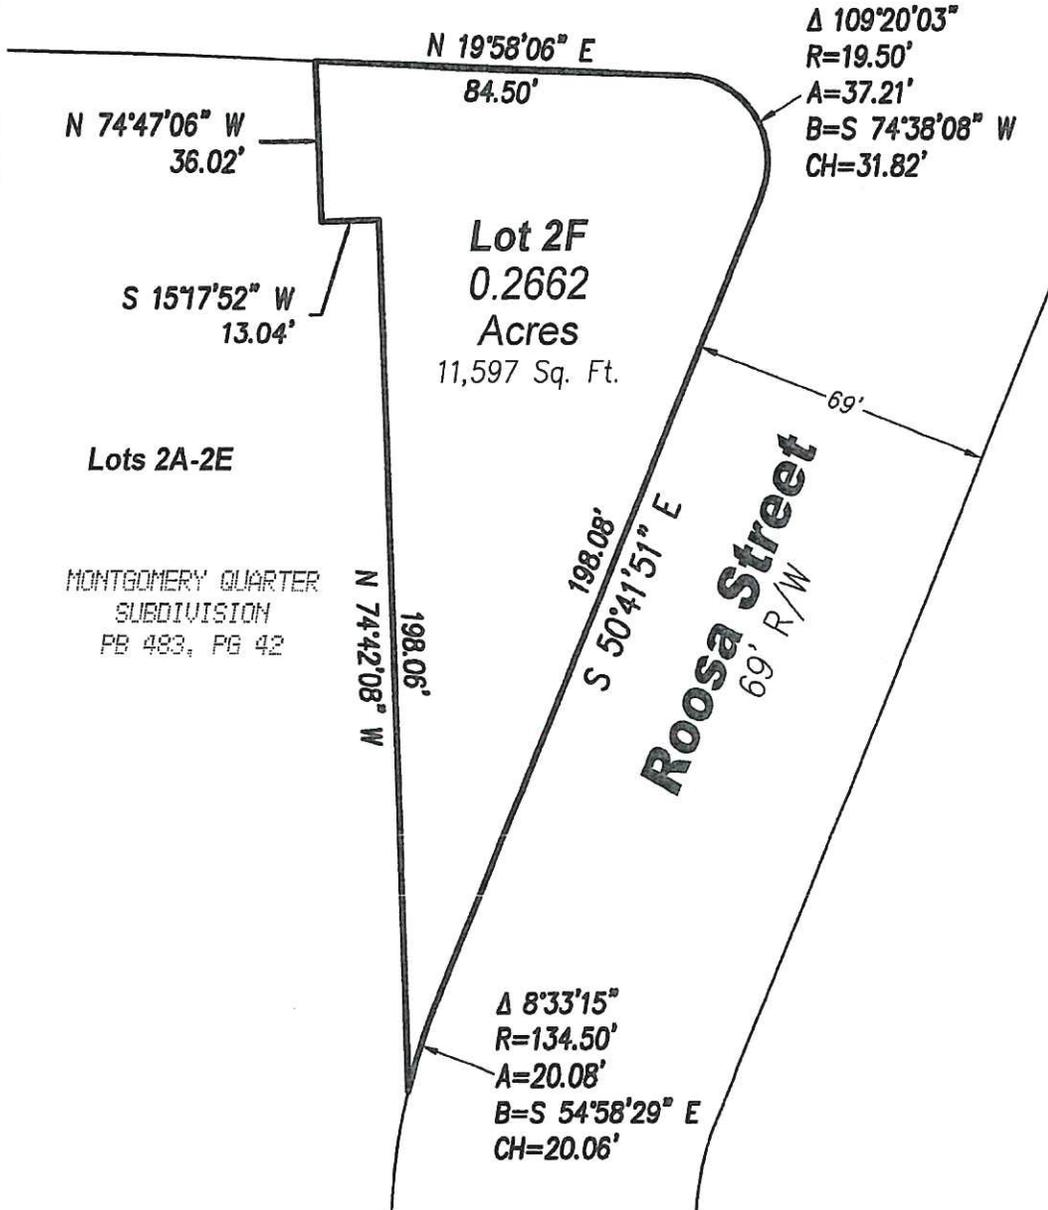 N 19°58'06" E
84.50'
Δ 109°20'03"
R=19.50'
A=37.21'
B=S 74°38'08" W
CH=31.82'
N 74°47'06" W
36.02'
Lot 2F
0.2662
Acres
11,597 Sq. Ft.
S 15°17'52" W
13.04'
69'
Lots 2A-2E
Roosa Street
69' R/W
198.08'
S 50°41'51" E
MONTGOMERY QUARTER
SUBDIVISION
PB 483, PG 42
N 74°42'08" W
198.06'
Δ 8°33'15"
R=134.50'
A=20.08'
B=S 54°58'29" E
CH=20.06'